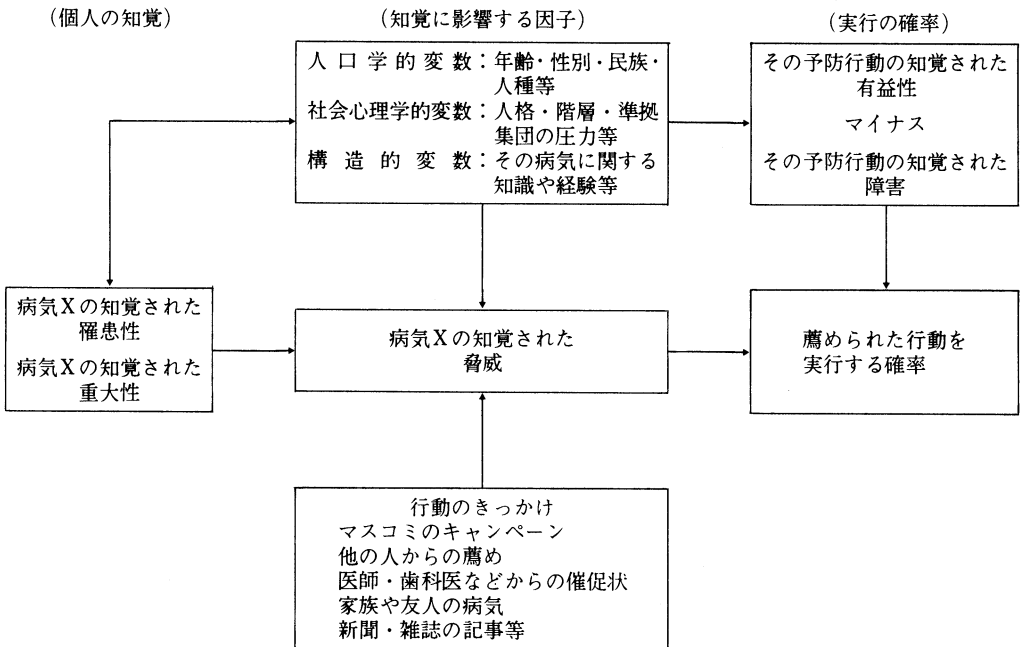 (個人の知覚)
(知覚に影響する因子)
(実行の確率)
人口学的変数：年齢・性別・民族・
人種等
社会心理学的変数：人格・階層・準拠
集団の圧力等
構造的変数：その病気に関する
知識や経験等
その予防行動の知覚された
有益性
マイナス
その予防行動の知覚された
障害
病気Xの知覚された
罹患性
病気Xの知覚された
重大性
病気Xの知覚された
脅威
薦められた行動を
実行する確率
行動のきっかけ
マスコミのキャンペーン
他の人からの薦め
医師・歯科医などからの催促状
家族や友人の病気
新聞・雑誌の記事等